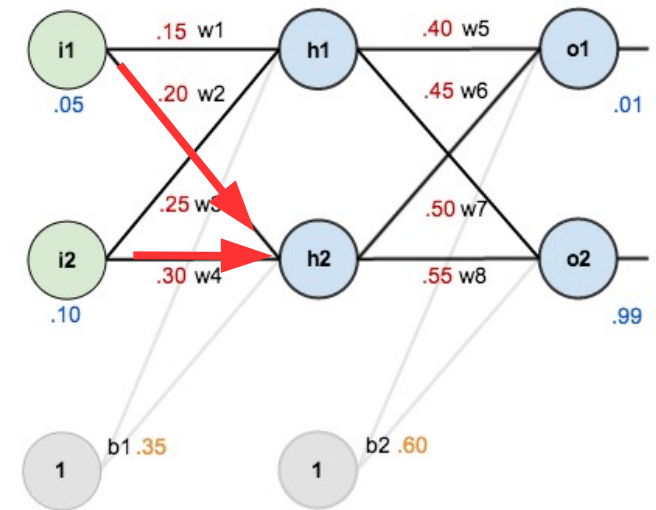 i1 .15 w1 h1 .40 w5 o1
.05 .20 w2 .45 w6 .01
.25 w3 .50 w7
i2 .30 w4 h2 .55 w8 o2
.10 .99
1 b1 .35 1 b2 .60